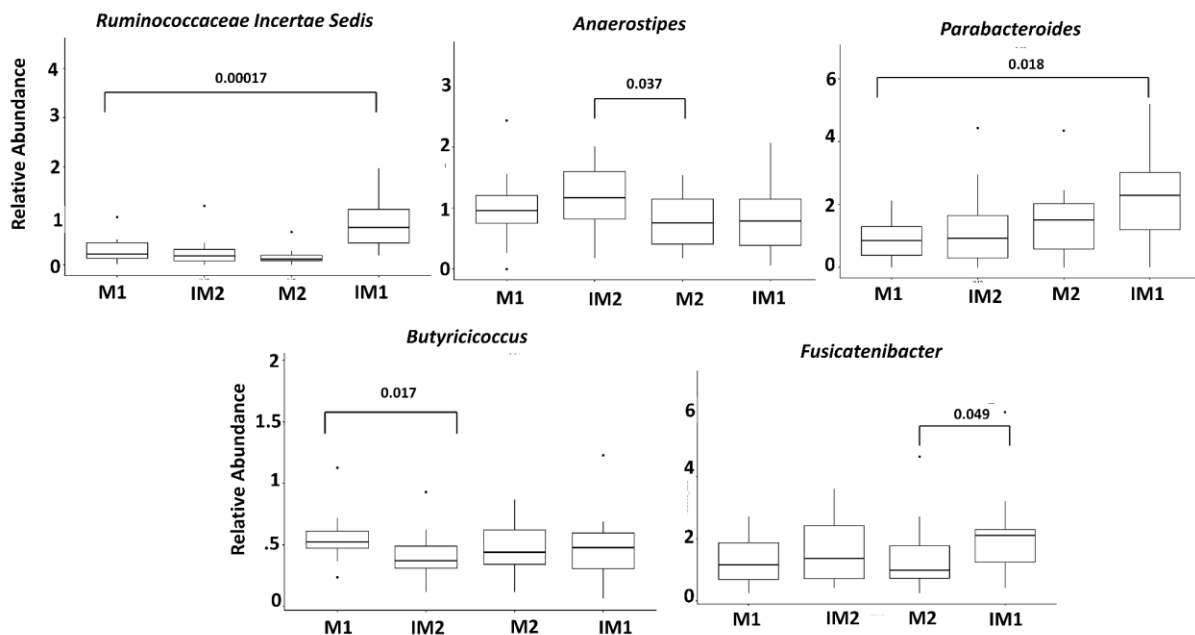 Ruminococcaceae Incertae Sedis
Relative Abundance
4
3
2
1
0
0.00017
M1 IM2 M2 IM1
Anaerostipes
3
2
1
0
0.037
M1 IM2 M2 IM1
Parabacteroides
6
4
2
0
0.018
M1 IM2 M2 IM1
Butyricicoccus
Relative Abundance
2
1.5
1
.5
0
0.017
M1 IM2 M2 IM1
Fusicatenibacter
6
4
2
0
0.049
M1 IM2 M2 IM1